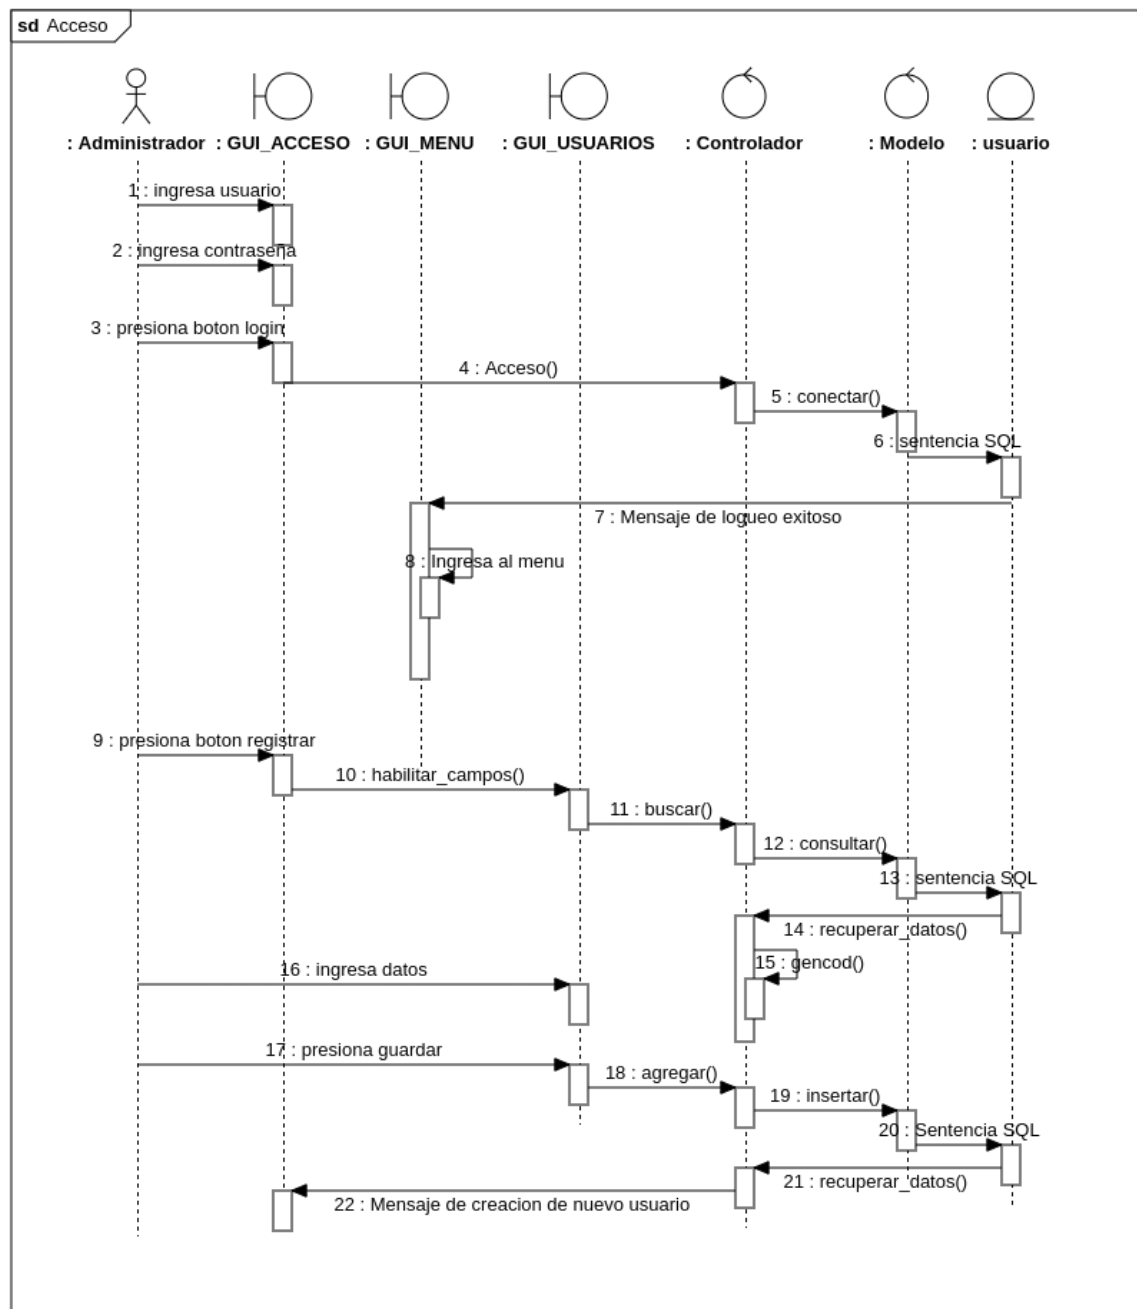 sd Acceso
: Administrador
: GUI_ACCESO
: GUI_MENU
: GUI_USUARIOS
: Controlador
: Modelo
: usuario
1 : ingresa usuario
2 : ingresa contraseña
3 : presiona boton login
4 : Acceso()
5 : conectar()
6 : sentencia SQL
7 : Mensaje de logueo exitoso
8 : Ingresa al menu
9 : presiona boton registrar
10 : habilitar_campos()
11 : buscar()
12 : consultar()
13 : sentencia SQL
14 : recuperar_datos()
15 : gencod()
16 : ingresa datos
17 : presiona guardar
18 : agregar()
19 : insertar()
20 : Sentencia SQL
21 : recuperar_datos()
22 : Mensaje de creacion de nuevo usuario